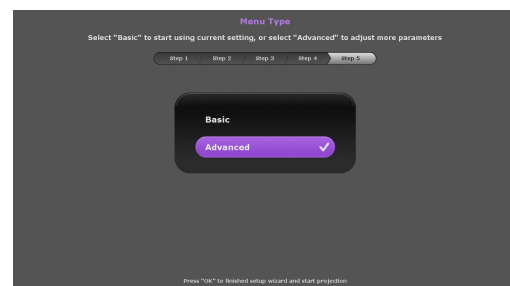 Menu Type
Select "Basic" to start using current setting, or select "Advanced" to adjust more parameters
Step 1 Step 2 Step 3 Step 4 Step 5
Basic
Advanced
Press "OK" to finished setup wizard and start projection